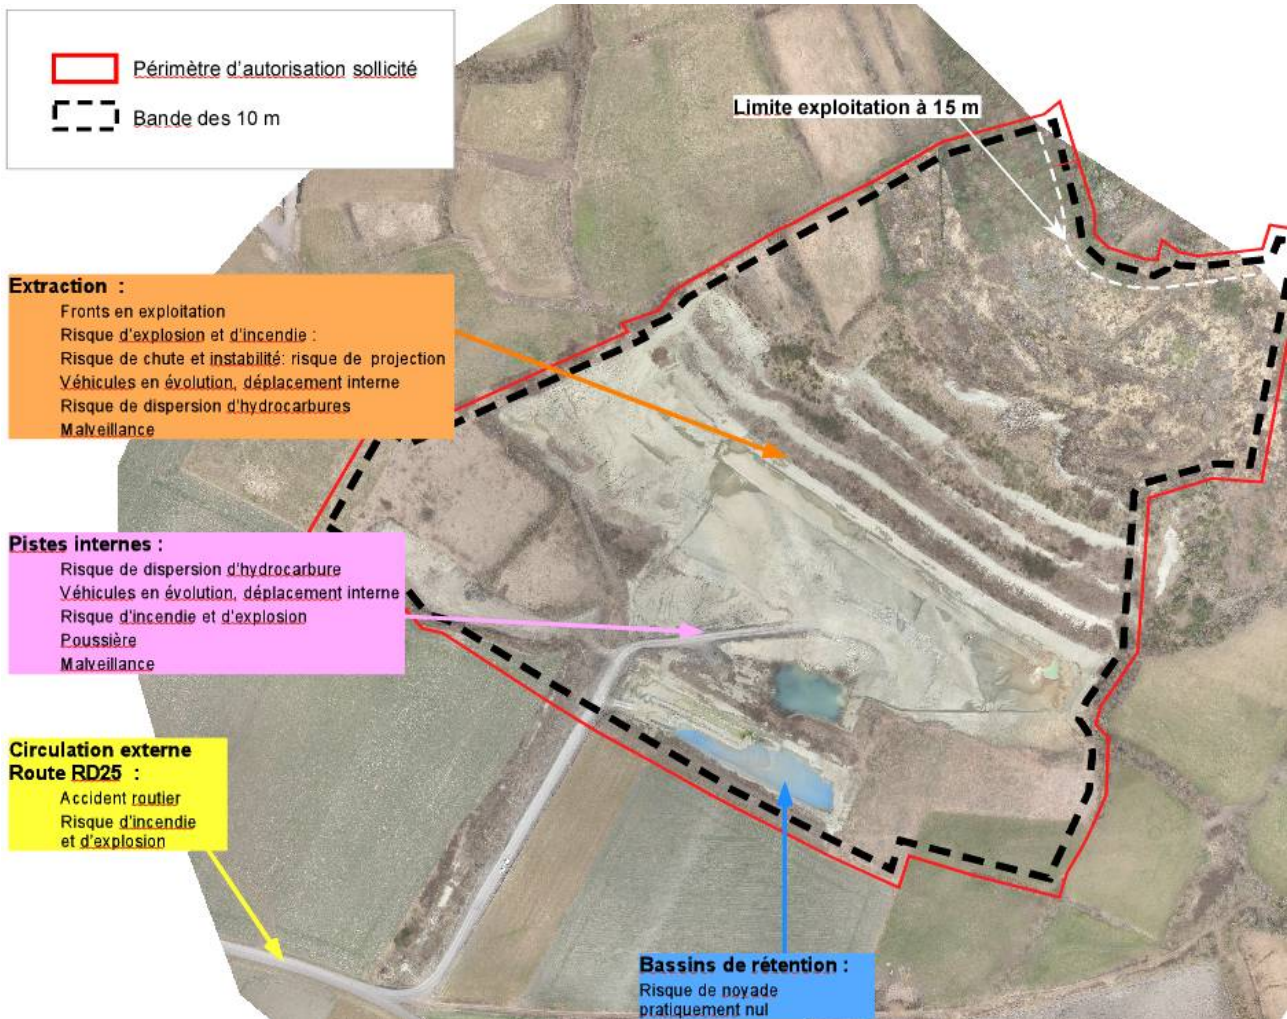 Périmètre d'autorisation sollicité
Bande des 10 m
Limite exploitation à 15 m
Extraction :
Fronts en exploitation
Risque d'explosion et d'incendie :
Risque de chute et instabilité: risque de projection
Véhicules en évolution, déplacement interne
Risque de dispersion d'hydrocarbures
Malveillance
Pistes internes :
Risque de dispersion d'hydrocarbure
Véhicules en évolution, déplacement interne
Risque d'incendie et d'explosion
Poussière
Malveillance
Circulation externe
Route RD25 :
Accident routier
Risque d'incendie
et d'explosion
Bassins de rétention :
Risque de noyade
pratiquement nul